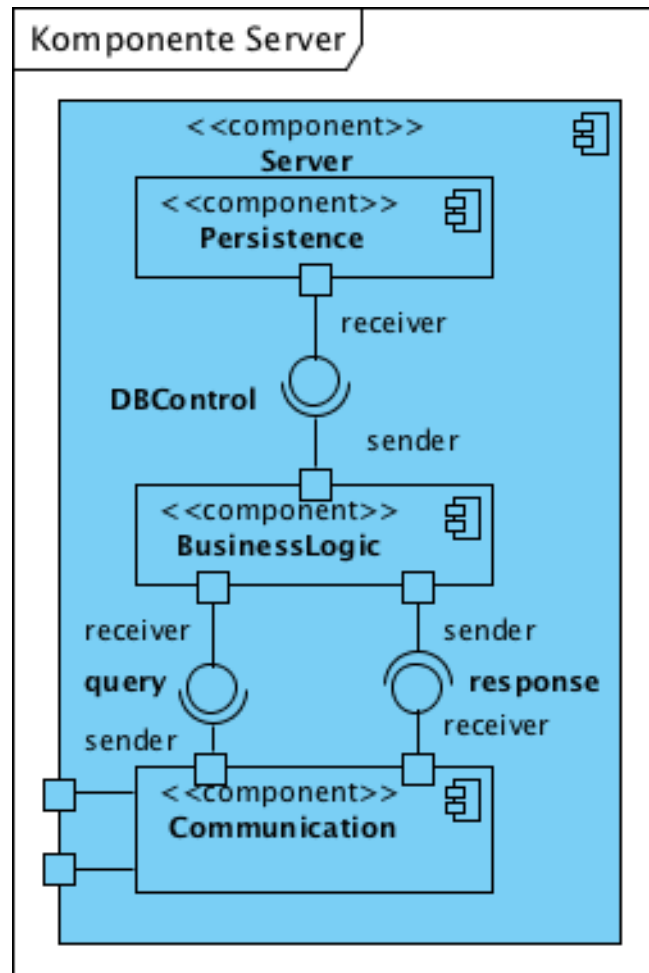 Komponente Server
<<component>>
Server
<<component>>
Persistence
receiver
DBControl
sender
<<component>>
BusinessLogic
receiver
sender
query
response
sender
receiver
<<component>>
Communication